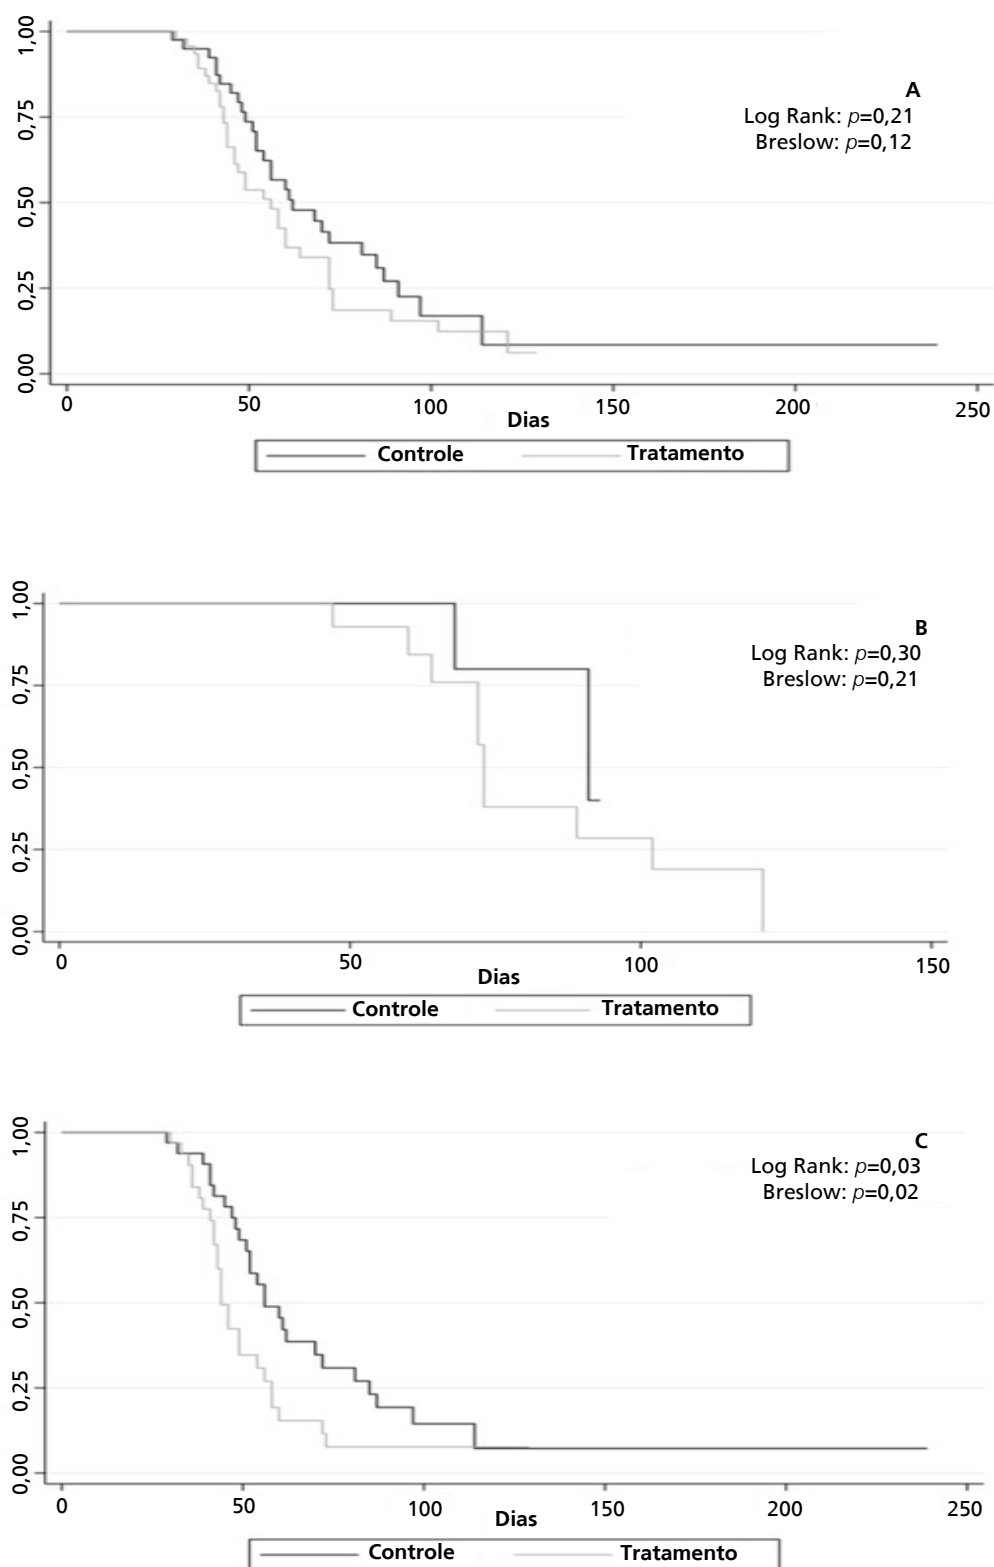 1,00
A
Log Rank: p=0,21
0,75
Breslow: p=0,12
0,50
0,25
0,00
0 50 100 150 200 250
Dias
Controle Tratamento
1,00
B
Log Rank: p=0,30
0,75
Breslow: p=0,21
0,50
0,25
0,00
0 50 100 150
Dias
Controle Tratamento
1,00
C
Log Rank: p=0,03
Breslow: p=0,02
0,75
0,50
0,25
0,00
0 50 100 150 200 250
Dias
Controle Tratamento